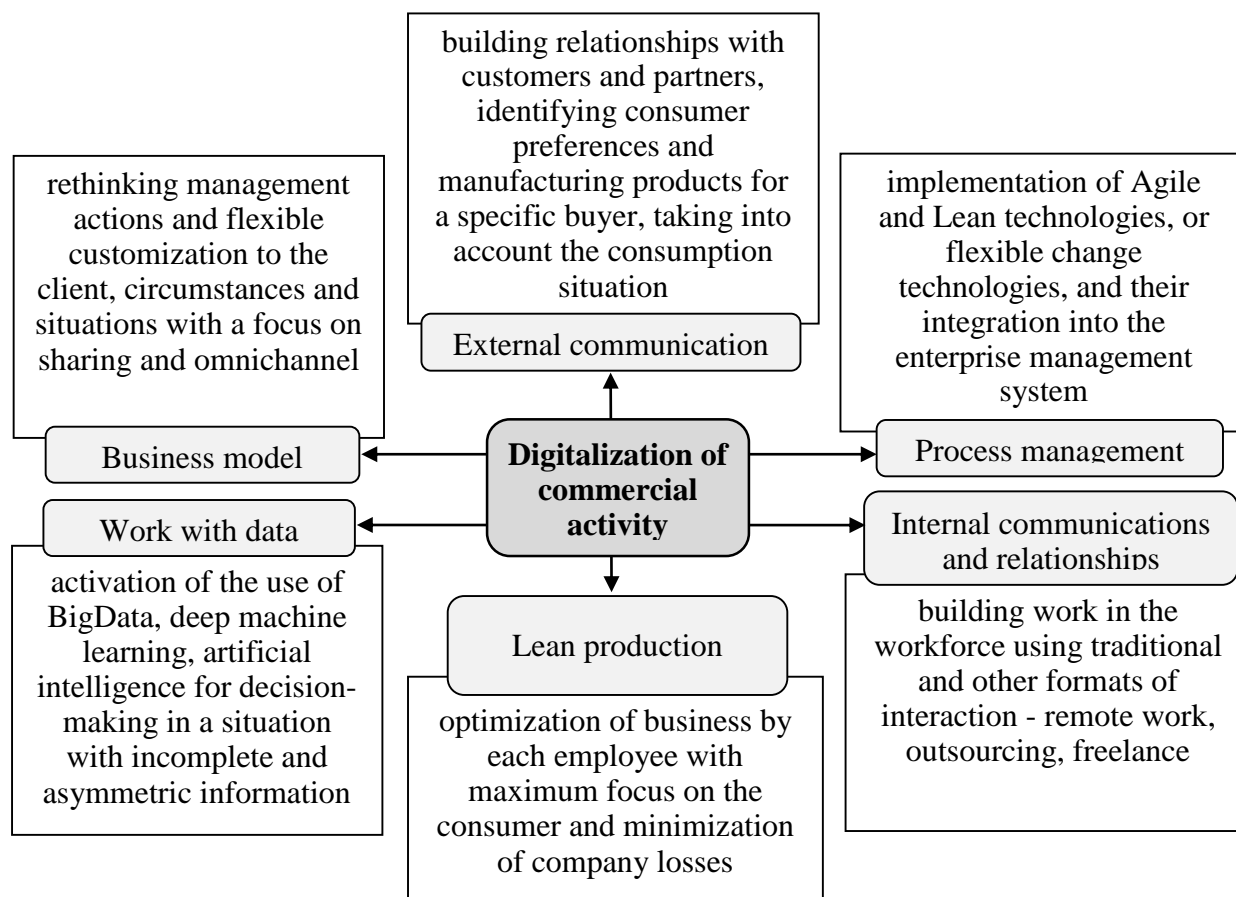 building relationships with
customers and partners,
identifying consumer
preferences and
manufacturing products for
a specific buyer, taking into
account the consumption
situation
External communication
rethinking management
actions and flexible
customization to the
client, circumstances and
situations with a focus on
sharing and omnichannel
Business model
implementation of Agile
and Lean technologies, or
flexible change
technologies, and their
integration into the
enterprise management
system
Process management
Digitalization of
commercial
activity
Work with data
activation of the use of
BigData, deep machine
learning, artificial
intelligence for decision-
making in a situation
with incomplete and
asymmetric information
Lean production
optimization of business by
each employee with
maximum focus on the
consumer and minimization
of company losses
Internal communications
and relationships
building work in the
workforce using traditional
and other formats of
interaction - remote work,
outsourcing, freelance